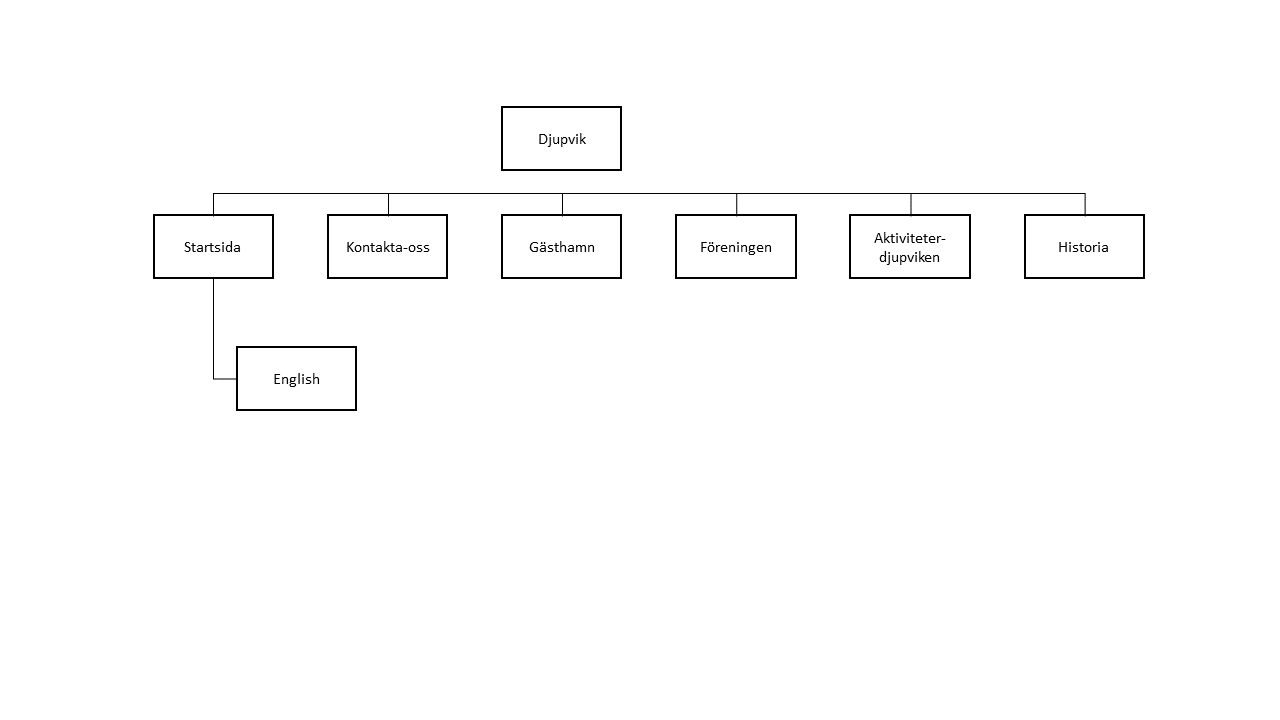 Djupvik
Startsida
Kontakta-oss
Gästhamn
Föreningen
Aktiviteter-
djupviken
Historia
English